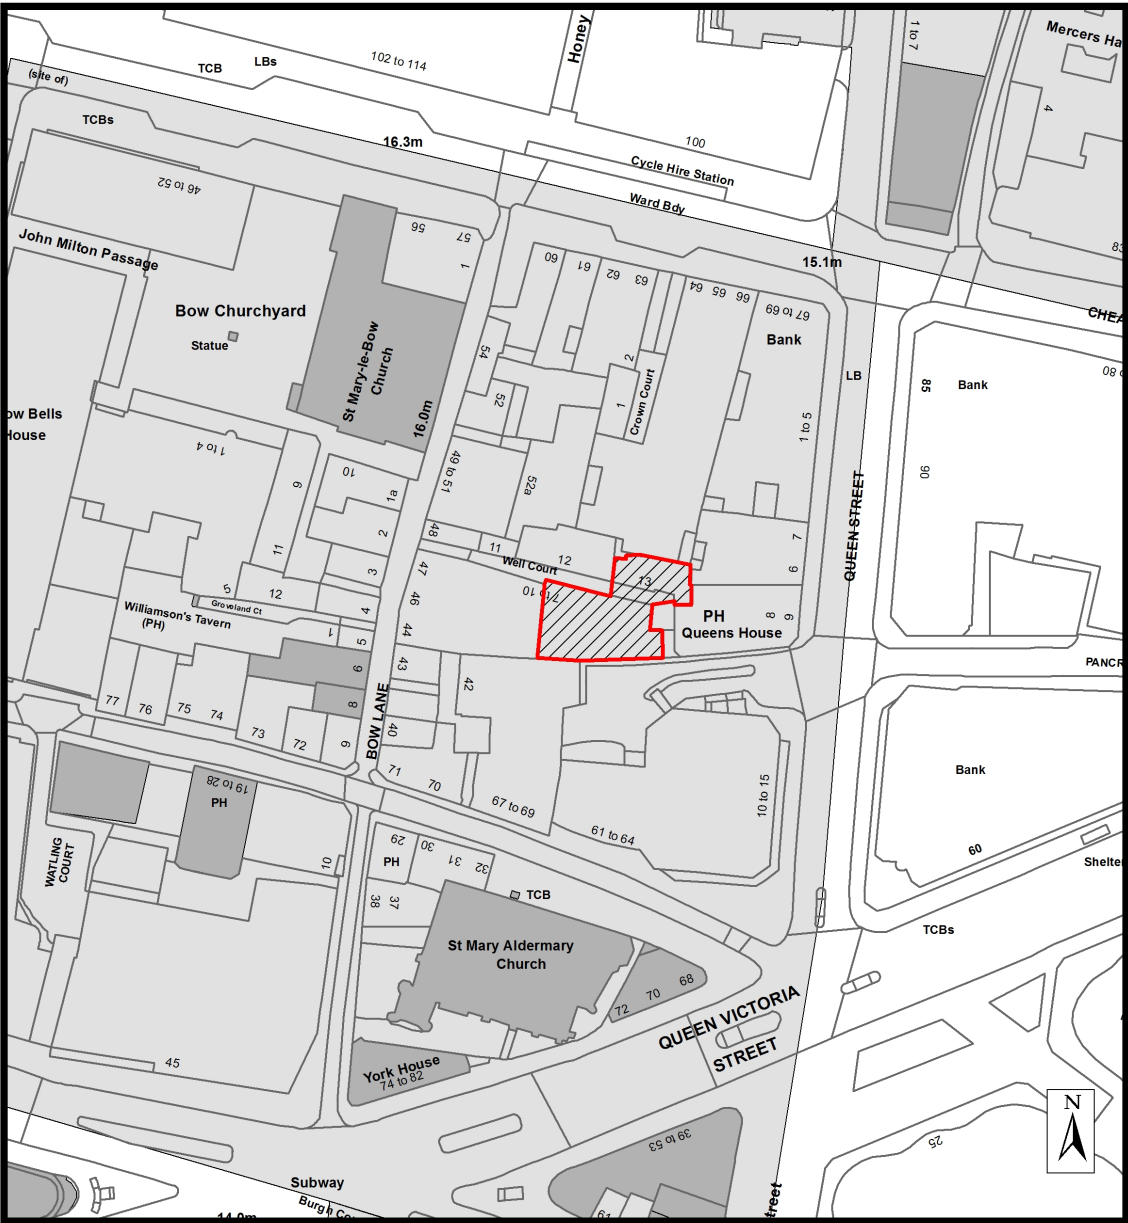 Honey
1 to 7
Mercers Ha
102 to 114
LBs
TCB
(site of)
4
TCBs
16.3m
100
Cycle Hire Station
46 to 52
Ward Bdy
56
57
John Milton Passage
1
60
61
62
63
64
65
66
15.1m
83
67 to 69
CHEA
Bow Churchyard
Statue
Bank
54
2
LB
80
St Mary-le-Bow
Church
85
Bank
52
1
Crown Court
ow Bells
House
16.0m
1 to 5
1 to 4
10
49 to 51
90
9
1a
52a
QUEEN STREET
11
2
48
11
12
7
Well Court
3
47
13
6
5
12
7 to 10
46
Groveland Ct
4
Williamson's Tavern
(PH)
1
44
PH
8
9
Queens House
5
6
43
PANCR
42
77
76
75
74
8
BOW LANE
73
72
9
40
Bank
71
70
19 to 28
PH
10 to 15
67 to 69
61 to 64
WATLING
COURT
29
30
31
32
PH
10
60
Shelter
38
37
TCB
TCBs
St Mary Aldermary
Church
72
70
68
QUEEN VICTORIA
STREET
45
York House
74 to 82
N
39 to 53
25
Subway
Burgh Co
14.0m
61
treet